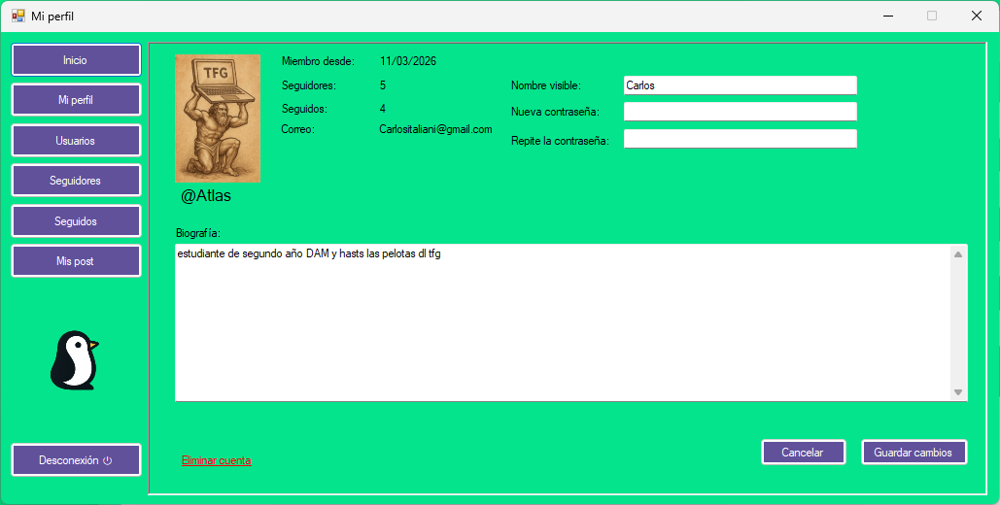 Mi perfil
Inicio
Mi perfil
Usuarios
Seguidores
Seguidos
Mis post
Desconexión
TFG
@Atlas
Miembro desde: 11/03/2026
Seguidores: 5
Seguidos: 4
Correo: Carlositaliani@gmail.com
Nombre visible: Carlos
Nueva contraseña:
Repite la contraseña:
Biografía:
estudiante de segundo año DAM y hasts las pelotas dl tfg
Eliminar cuenta
Cancelar
Guardar cambios